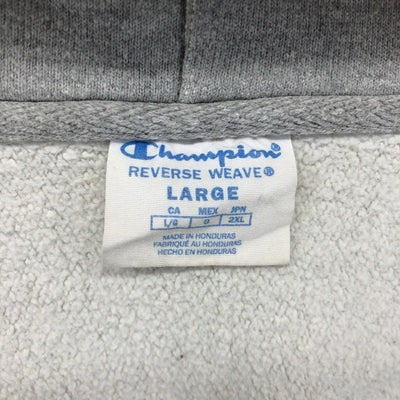 Champion
REVERSE WEAVE®
LARGE
CA MEX JPN
L/G G 2XL
MADE IN HONDURAS
FABRIQUÉ AU HONDURAS
HECHO EN HONDURAS